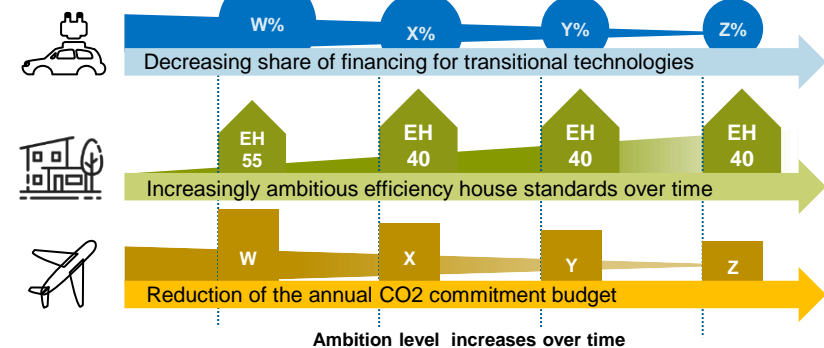 W% X% Y% Z%
Decreasing share of financing for transitional technologies
EH EH EH EH
55 40 40 40
Increasingly ambitious efficiency house standards over time
W X Y Z
Reduction of the annual CO2 commitment budget
Ambition level increases over time